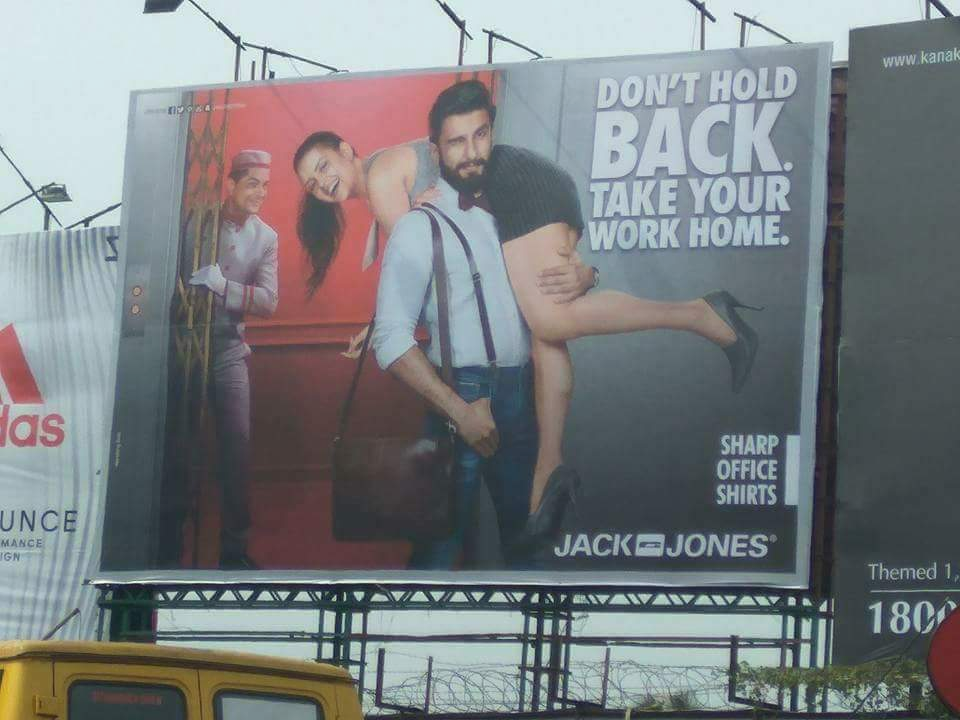 DON'T HOLD
BACK.
TAKE YOUR
WORK HOME.
SHARP
OFFICE
SHIRTS
JACK JONES®
das
UNCE
MANCE
IGN
www.kanak
Themed 1,
1800